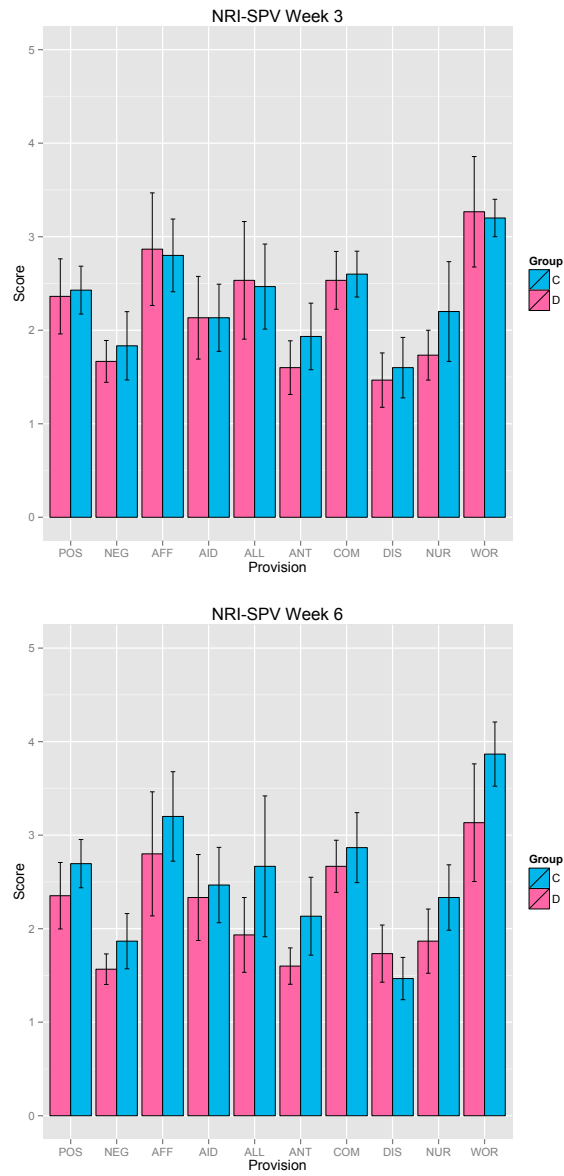 NRI-SPV Week 3
5
4
3
2
1
0
Score
POS NEG AFF AID ALL ANT COM DIS NUR WOR
Provision
Group
C
D
NRI-SPV Week 6
5
4
3
2
1
0
Score
POS NEG AFF AID ALL ANT COM DIS NUR WOR
Provision
Group
C
D